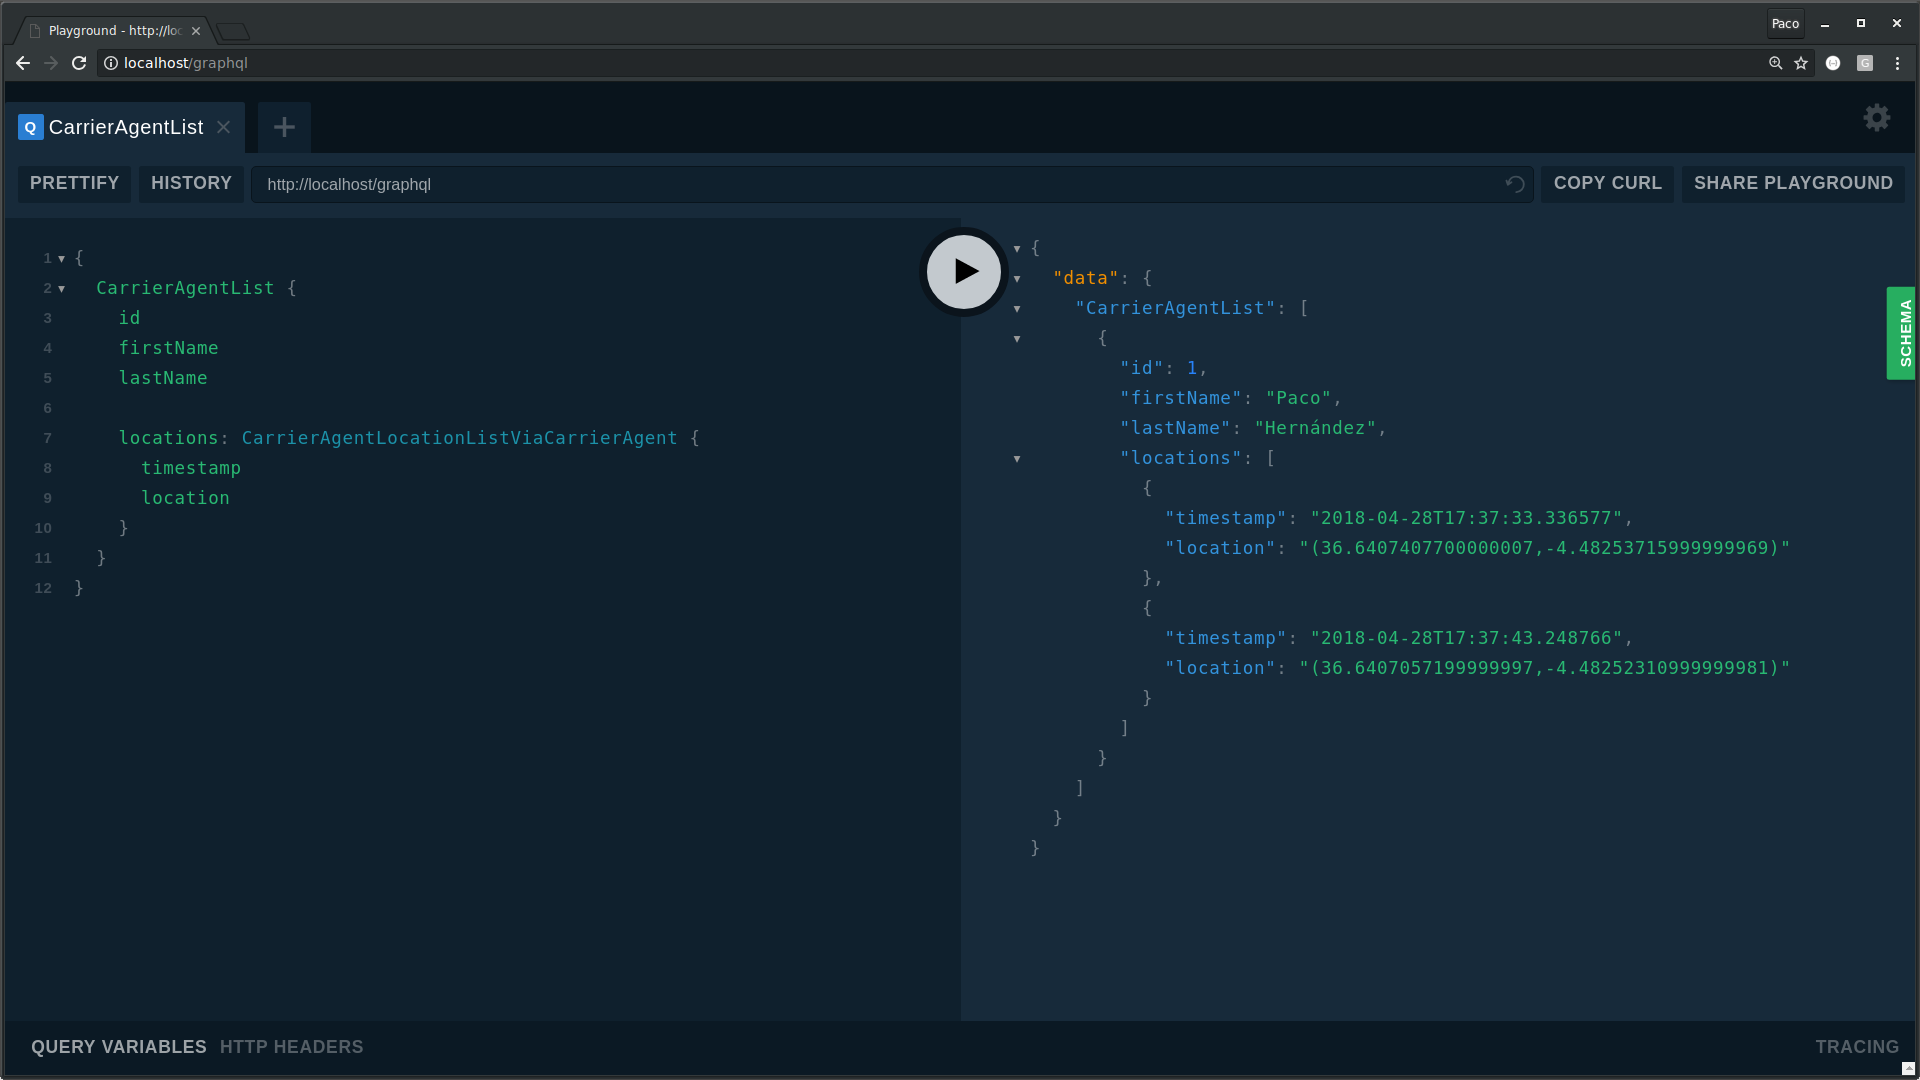 Playground - http://loc
Paco
localhost/graphql
Q CarrierAgentList
PRETTIFY HISTORY http://localhost/graphql COPY CURL SHARE PLAYGROUND
1 {
2 CarrierAgentList {
3 id
4 firstName
5 lastName
6
7 locations: CarrierAgentLocationListViaCarrierAgent {
8 timestamp
9 location
10 }
11 }
12 }
{
"data": {
"CarrierAgentList": [
{
"id": 1,
"firstName": "Paco",
"lastName": "Hernández",
"locations": [
{
"timestamp": "2018-04-28T17:37:33.336577",
"location": "(36.6407407700000007,-4.48253715999999969)"
},
{
"timestamp": "2018-04-28T17:37:43.248766",
"location": "(36.6407057199999997,-4.48252310999999981)"
}
]
}
]
}
}
SCHEMA
QUERY VARIABLES HTTP HEADERS
TRACING